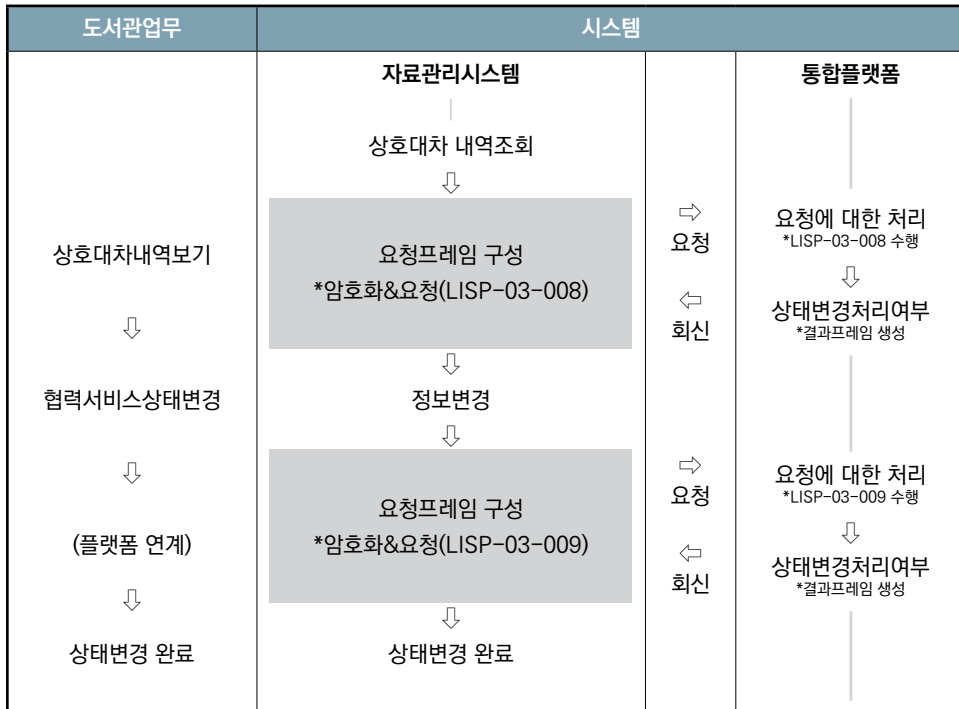 도서관업무
시스템
자료관리시스템
통합플랫폼
상호대차 내역조회
⇩
상호대차내역보기
⇩
협력서비스상태변경
⇩
(플랫폼 연계)
⇩
상태변경 완료
요청프레임 구성
*암호화&요청(LISP-03-008)
⇩
정보변경
⇩
요청프레임 구성
*암호화&요청(LISP-03-009)
⇩
상태변경 완료
⇨
요청
⇦
회신
⇨
요청
⇦
회신
요청에 대한 처리
*LISP-03-008 수행
⇩
상태변경처리여부
*결과프레임 생성
요청에 대한 처리
*LISP-03-009 수행
⇩
상태변경처리여부
*결과프레임 생성